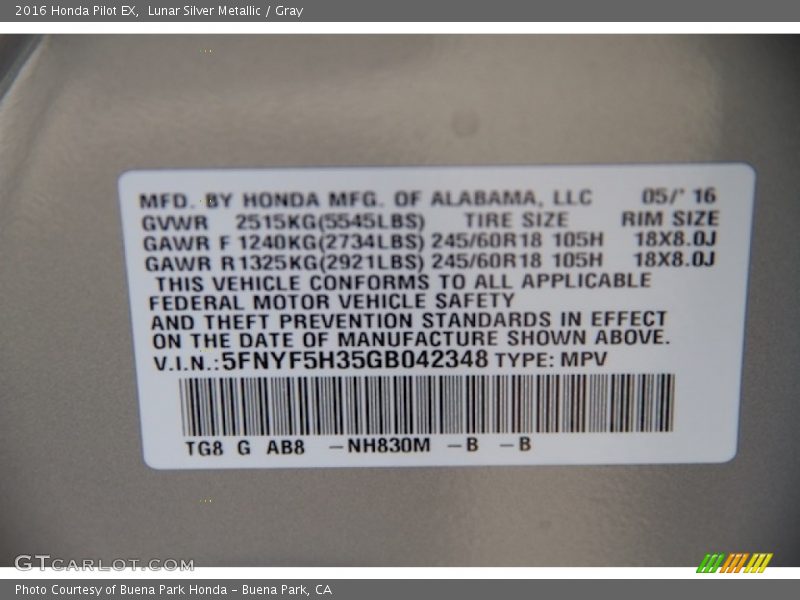 2016 Honda Pilot EX,  Lunar Silver Metallic / Gray
MFD. BY HONDA MFG. OF ALABAMA, LLC 05/' 16
GVWR 2515KG(5545LBS) TIRE SIZE RIM SIZE
GAWR F 1240KG(2734LBS) 245/60R18 105H 18X8.0J
GAWR R 1325KG(2921LBS) 245/60R18 105H 18X8.0J
THIS VEHICLE CONFORMS TO ALL APPLICABLE
FEDERAL MOTOR VEHICLE SAFETY
AND THEFT PREVENTION STANDARDS IN EFFECT
ON THE DATE OF MANUFACTURE SHOWN ABOVE.
V.I.N.: 5FNYF5H35GB042348 TYPE: MPV
TG8 G AB8 -NH830M -B -B
GTCARLOT.COM
Photo Courtesy of Buena Park Honda - Buena Park, CA